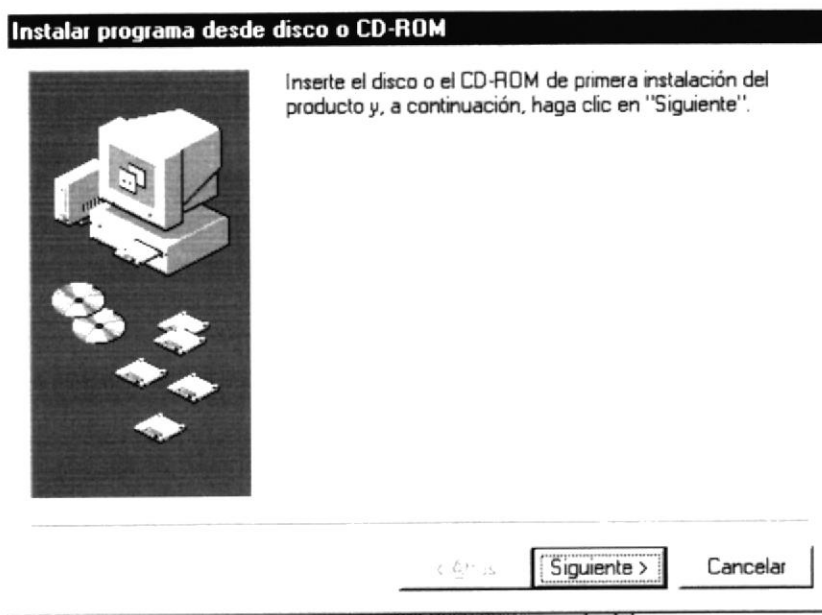 Instalar programa desde disco o CD-ROM
Inserte el disco o el CD-ROM de primera instalación del
producto y, a continuación, haga clic en "Siguiente".
Siguiente >
Cancelar